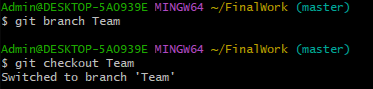 Admin@DESKTOP-5AO939E MINGW64 ~/FinalWork (master)
$ git branch Team
Admin@DESKTOP-5AO939E MINGW64 ~/FinalWork (master)
$ git checkout Team
Switched to branch 'Team'